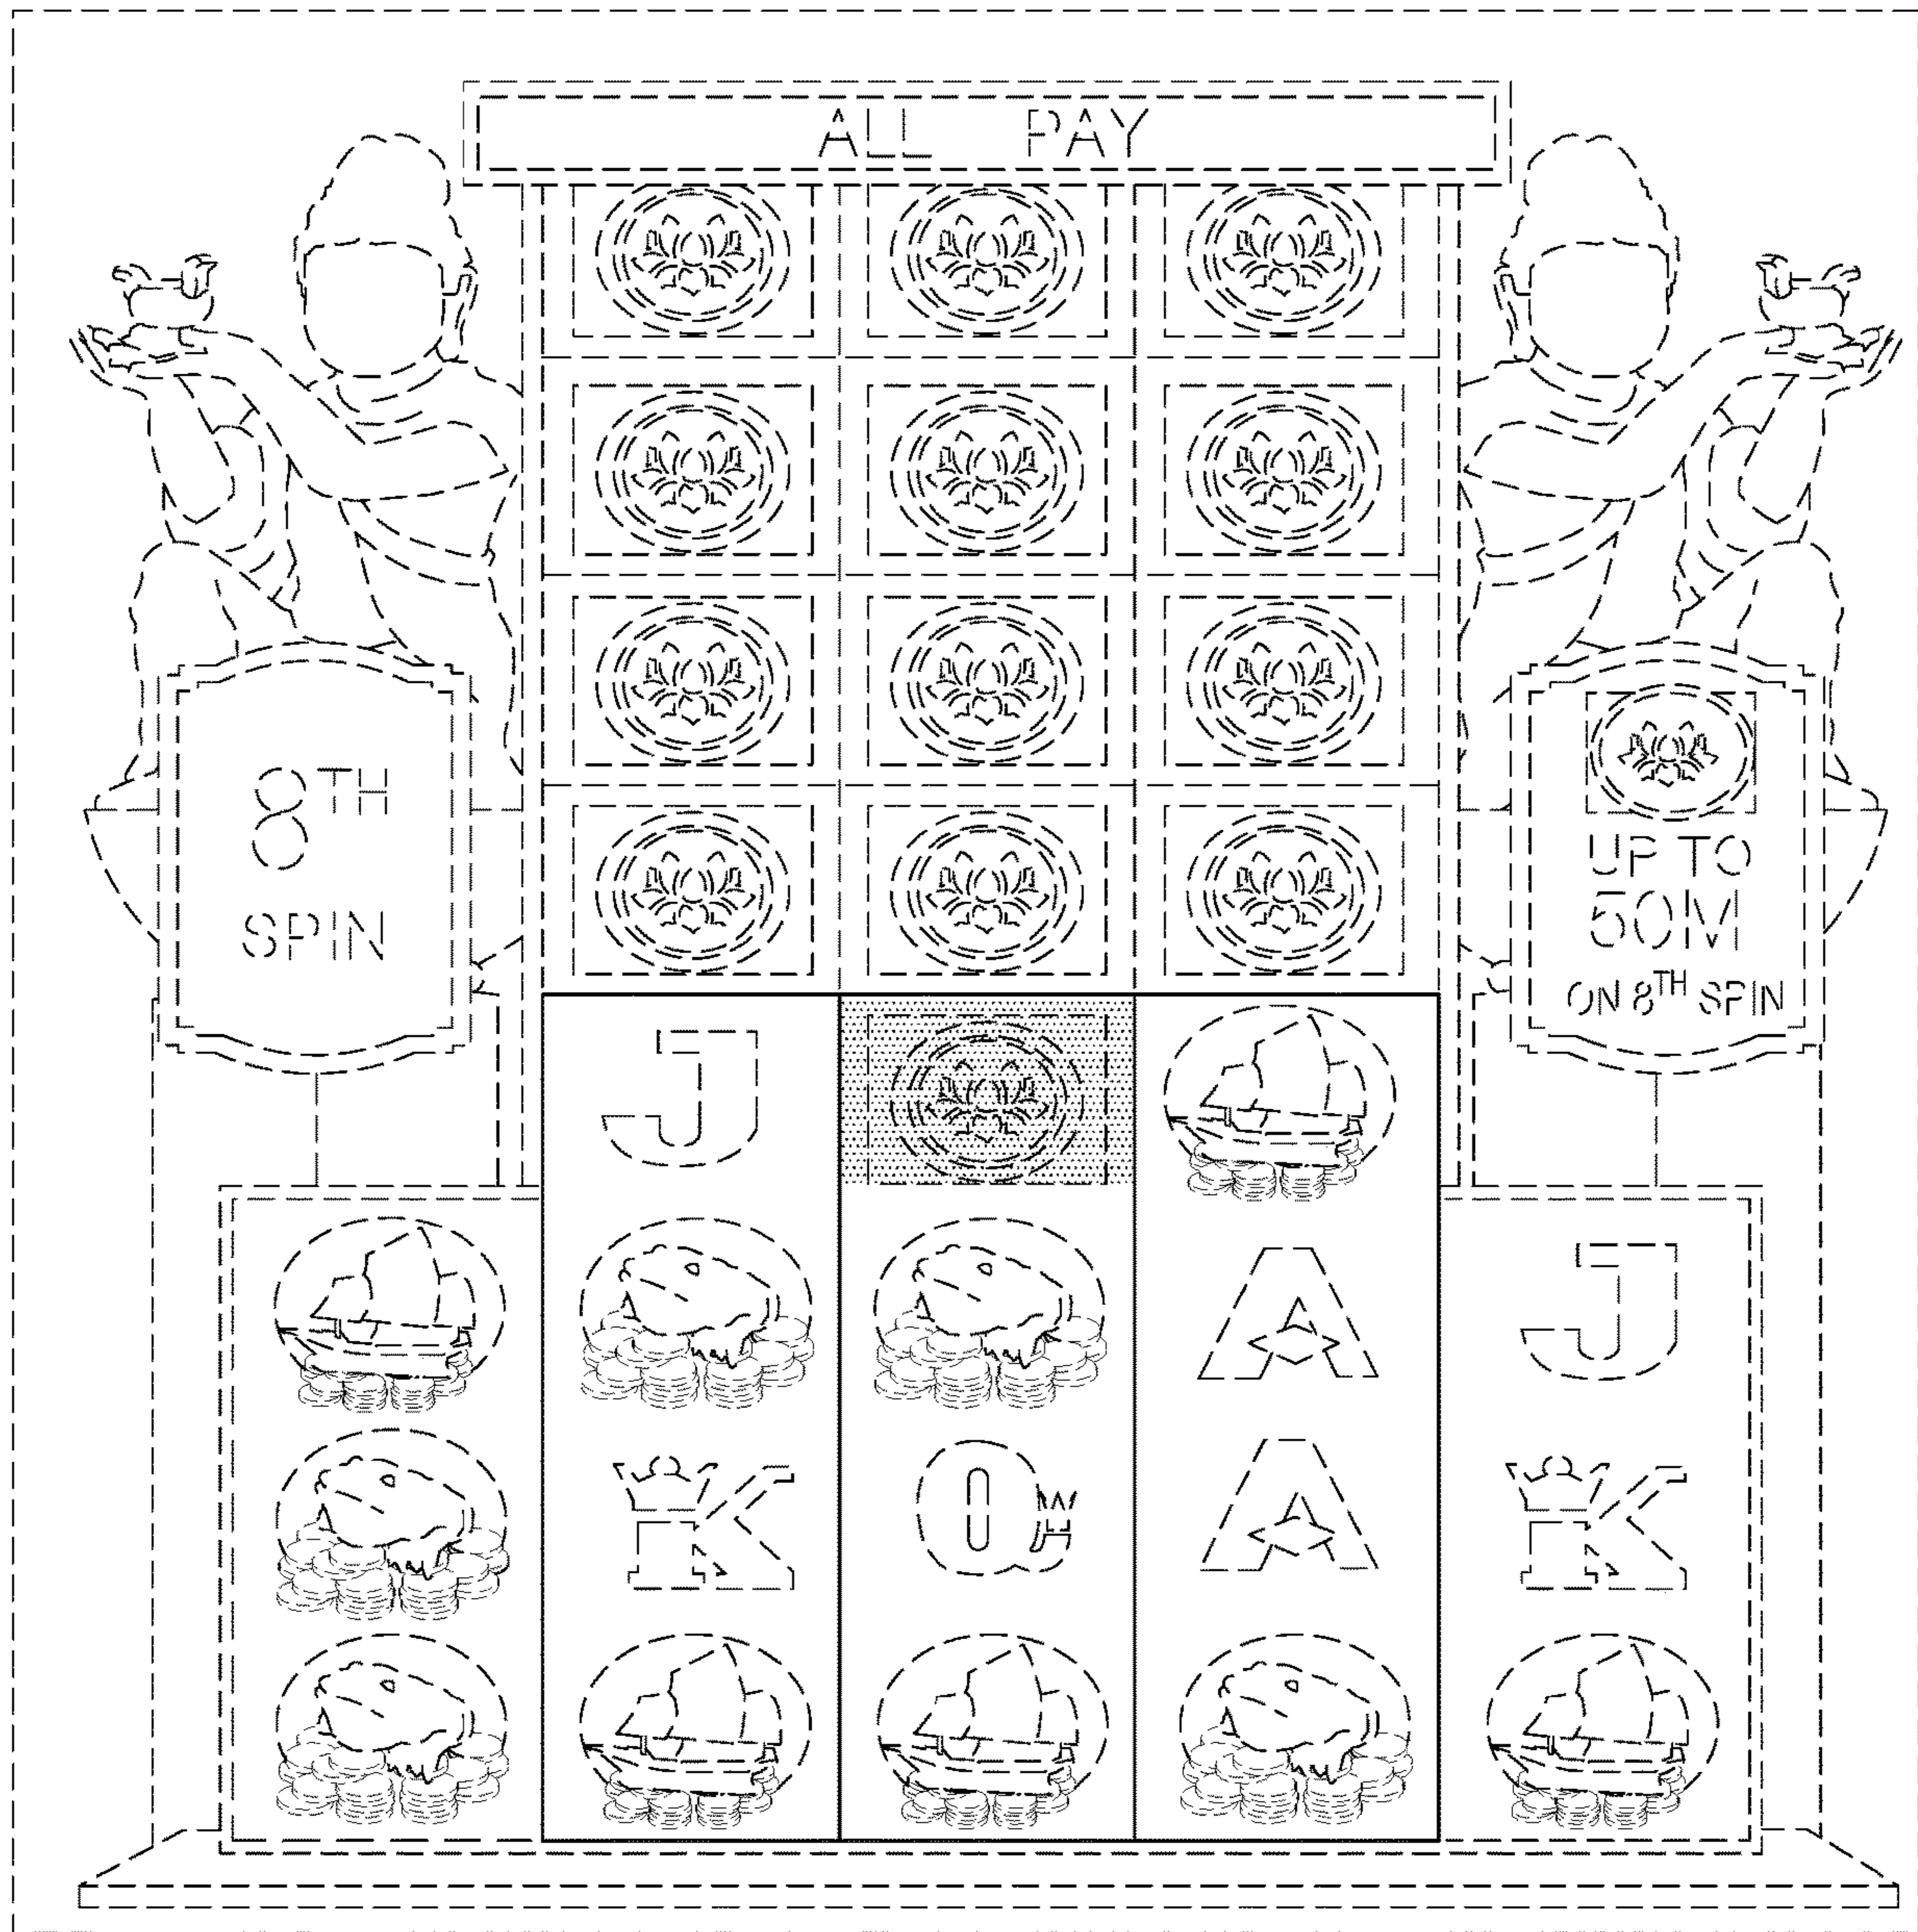 ALL PAY
8TH
SPIN
UP TO
50M
ON 8TH SPIN
J
A J
K Q A K